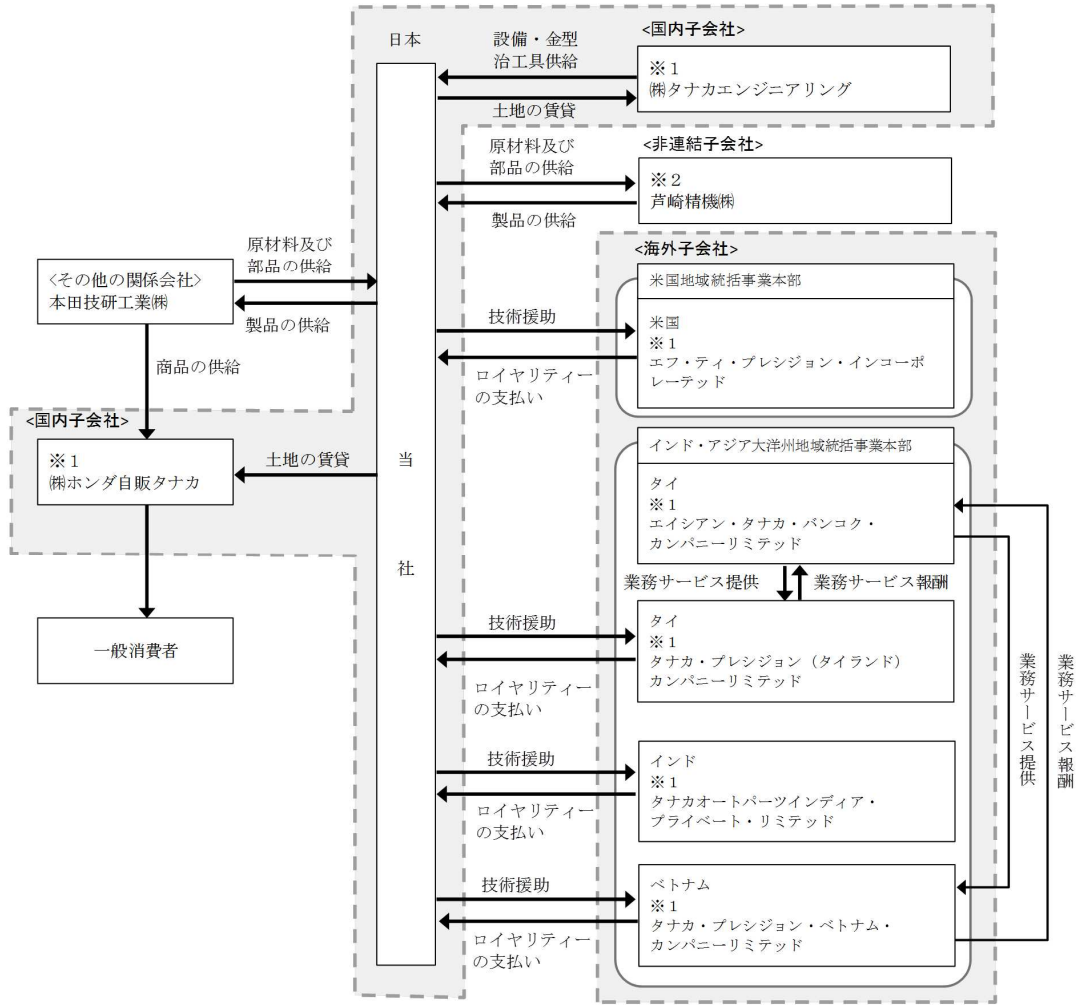 日本
当
社
<国内子会社>
設備・金型
治工具供給
土地の賃貸
※１
㈱タナカエンジニアリング
<非連結子会社>
原材料及び
部品の供給
製品の供給
※２
芦崎精機㈱
<その他の関係会社>
本田技研工業㈱
原材料及び
部品の供給
製品の供給
商品の供給
<国内子会社>
※１
㈱ホンダ自販タナカ
土地の賃貸
一般消費者
<海外子会社>
米国地域統括事業本部
技術援助
ロイヤリティー
の支払い
米国
※１
エフ・ティ・プレシジョン・インコーポ
レーテッド
インド・アジア大洋州地域統括事業本部
タイ
※１
エイシアン・タナカ・バンコク・
カンパニーリミテッド
業務サービス提供
業務サービス報酬
技術援助
ロイヤリティー
の支払い
タイ
※１
タナカ・プレシジョン（タイランド）
カンパニーリミテッド
技術援助
ロイヤリティー
の支払い
インド
※１
タナカオートパーツインディア・
プライベート・リミテッド
技術援助
ロイヤリティー
の支払い
ベトナム
※１
タナカ・プレシジョン・ベトナム・
カンパニーリミテッド
業務サービス提供
業務サービス報酬